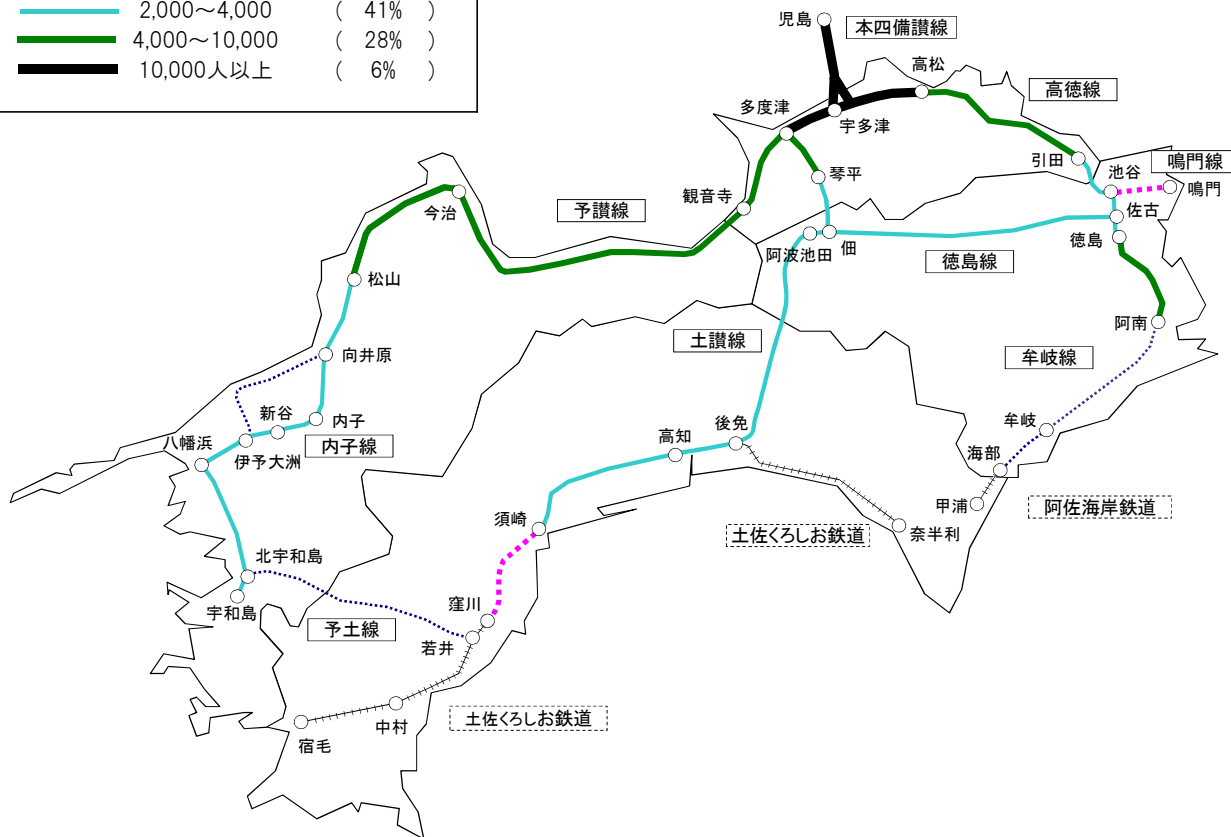 2,000～4,000 ( 41% )
4,000～10,000 ( 28% )
10,000人以上 ( 6% )
児島
本四備讃線
高松
高徳線
多度津
宇多津
引田
池谷
鳴門線
鳴門
琴平
観音寺
佐古
今治
予讃線
徳島
阿波池田
佃
徳島線
松山
阿南
土讃線
牟岐線
向井原
新谷
内子
八幡浜
伊予大洲
内子線
後免
高知
牟岐
海部
甲浦
阿佐海岸鉄道
須崎
土佐くろしお鉄道
奈半利
北宇和島
宇和島
窪川
予土線
若井
中村
土佐くろしお鉄道
宿毛